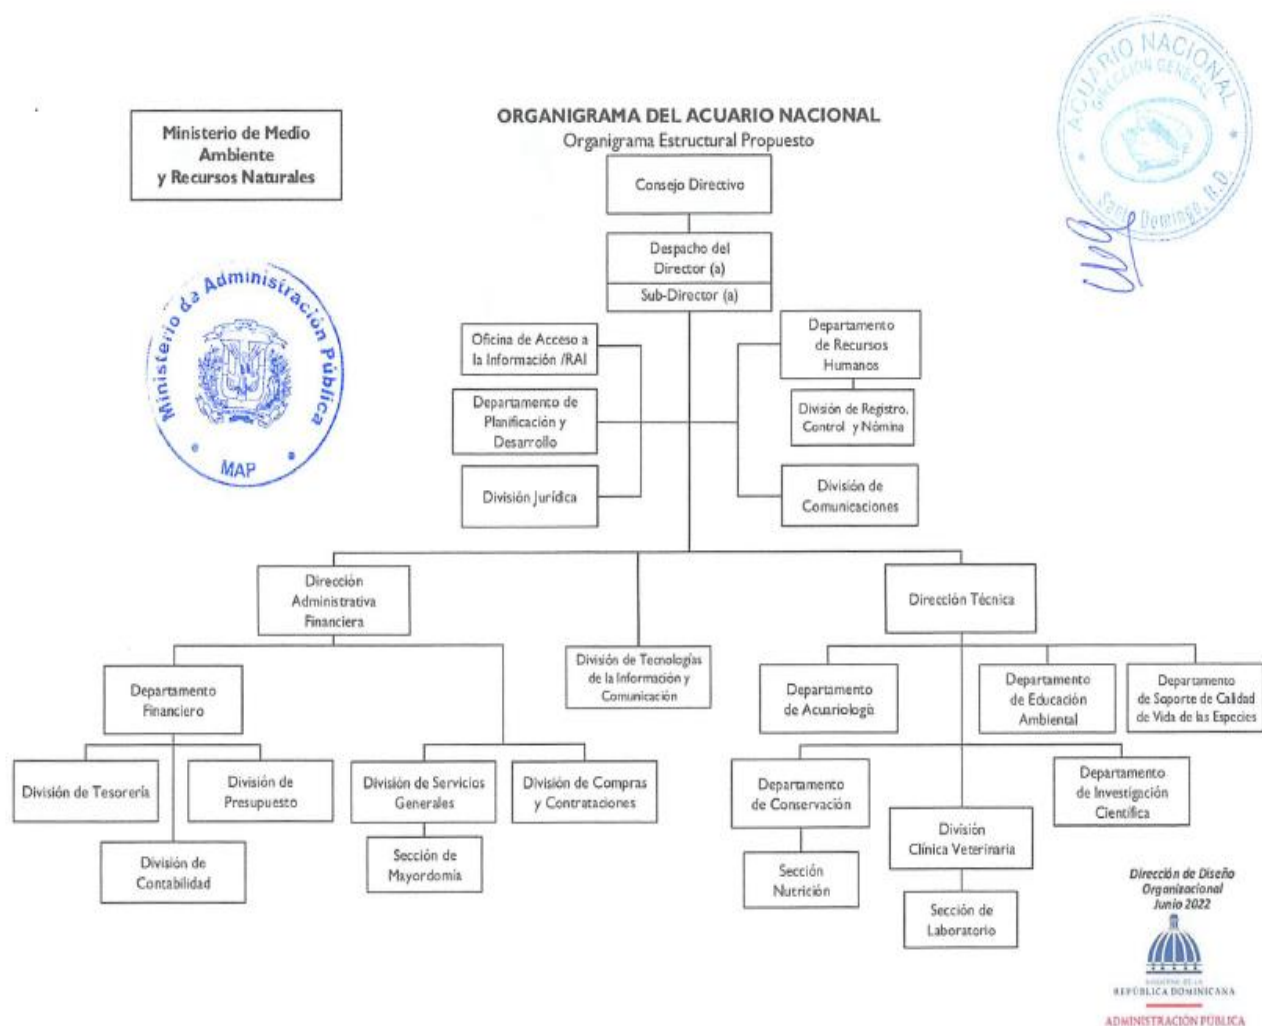 ORGANIGRAMA DEL ACUARIO NACIONAL
Organigrama Estructural Propuesto
Ministerio de Medio
Ambiente
y Recursos Naturales
ACUARIO NACIONAL
DIRECCIÓN GENERAL
Santo Domingo, R.D.
Consejo Directivo
Despacho del
Director (a)
Sub-Director (a)
Ministerio de Administración Pública
MAP
Oficina de Acceso a
la Información /RAI
Departamento
de Recursos
Humanos
Departamento de
Planificación y
Desarrollo
División de Registro,
Control y Nómina
División Jurídica
División de
Comunicaciones
Dirección
Administrativa
Financiera
Dirección Técnica
División de Tecnologías
de la Información y
Comunicación
Departamento
Financiero
Departamento
de Acuariología
Departamento
de Educación
Ambiental
Departamento
de Soporte de Calidad
de Vida de las Especies
División de Tesorería
División de
Presupuesto
División de Servicios
Generales
División de Compras
y Contrataciones
Departamento
de Conservación
Departamento
de Investigación
Científica
División de
Contabilidad
Sección de
Mayordomía
División
Clínica Veterinaria
Sección
Nutrición
Sección de
Laboratorio
Dirección de Diseño
Organizacional
Junio 2022
GOBIERNO DE LA
REPÚBLICA DOMINICANA
ADMINISTRACIÓN PÚBLICA